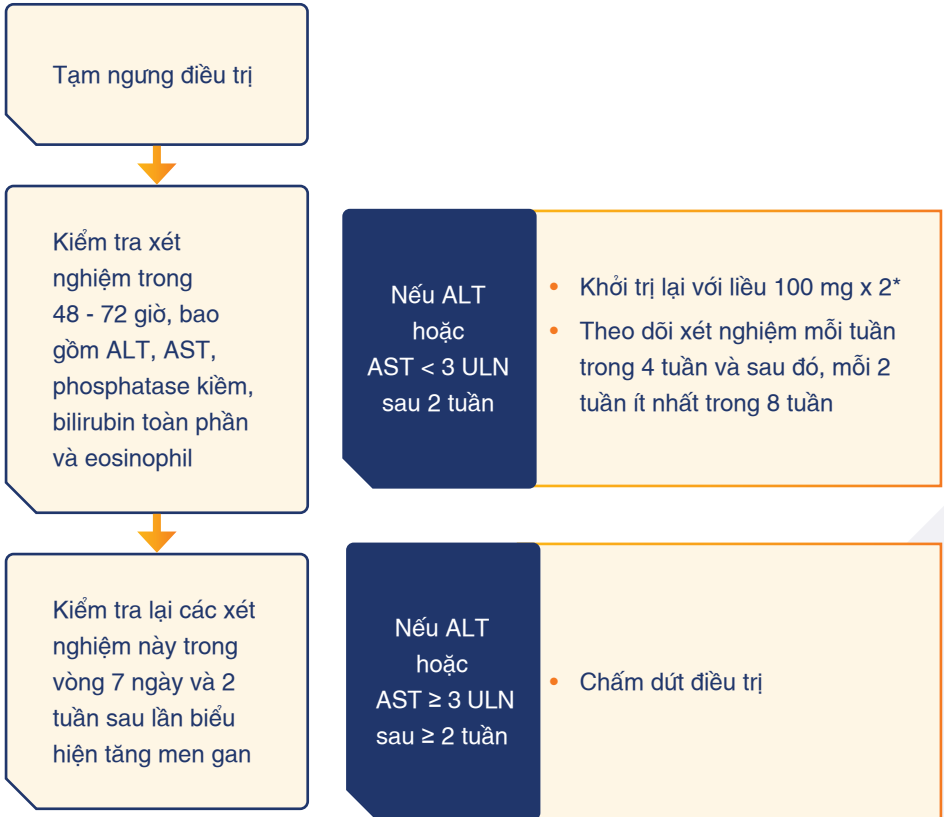 Tạm ngưng điều trị
Kiểm tra xét
nghiệm trong
48 - 72 giờ, bao
gồm ALT, AST,
phosphatase kiềm,
bilirubin toàn phần
và eosinophil
Kiểm tra lại các xét
nghiệm này trong
vòng 7 ngày và 2
tuần sau lần biểu
hiện tăng men gan
Nếu ALT
hoặc
AST < 3 ULN
sau 2 tuần
• Khởi trị lại với liều 100 mg x 2*
• Theo dõi xét nghiệm mỗi tuần
trong 4 tuần và sau đó, mỗi 2
tuần ít nhất trong 8 tuần
Nếu ALT
hoặc
AST ≥ 3 ULN
sau ≥ 2 tuần
• Chấm dứt điều trị